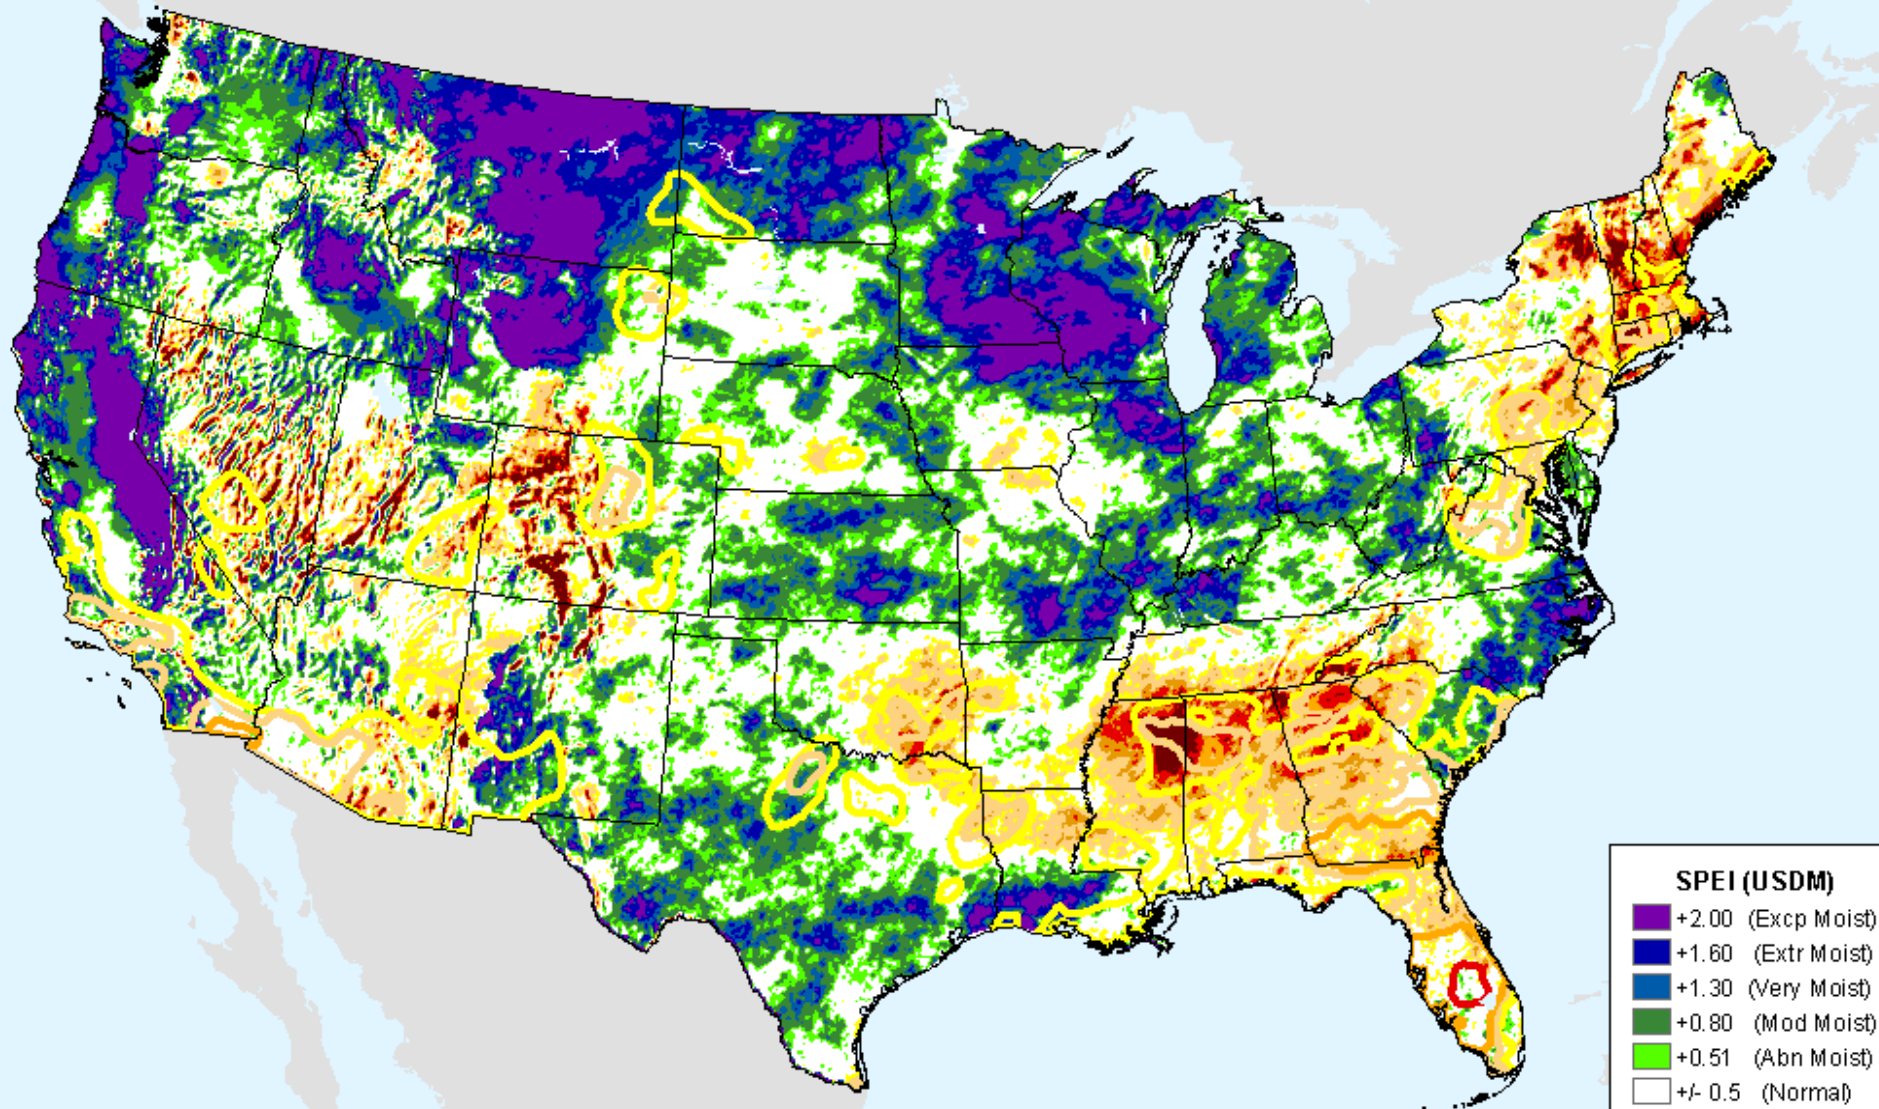 SPEI (USDM)
+2.00 (Excp Moist)
+1.60 (Extr Moist)
+1.30 (Very Moist)
+0.80 (Mod Moist)
+0.51 (Abn Moist)
+/- 0.5 (Normal)